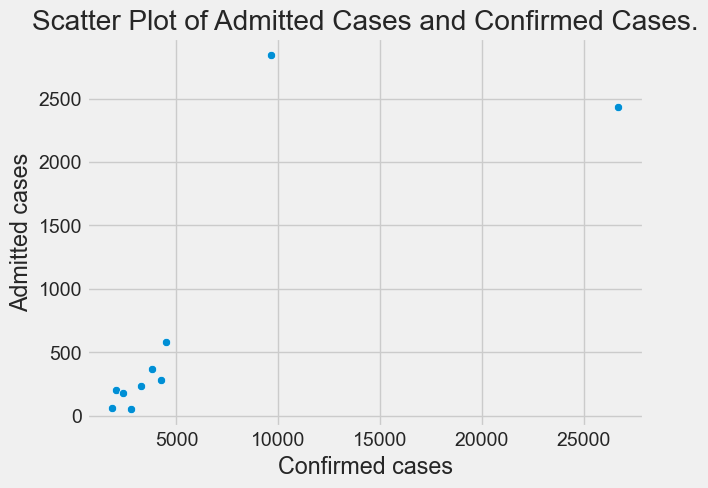 Scatter Plot of Admitted Cases and Confirmed Cases.
2500
2000
1500
1000
500
0
Admitted cases
5000 10000 15000 20000 25000
Confirmed cases